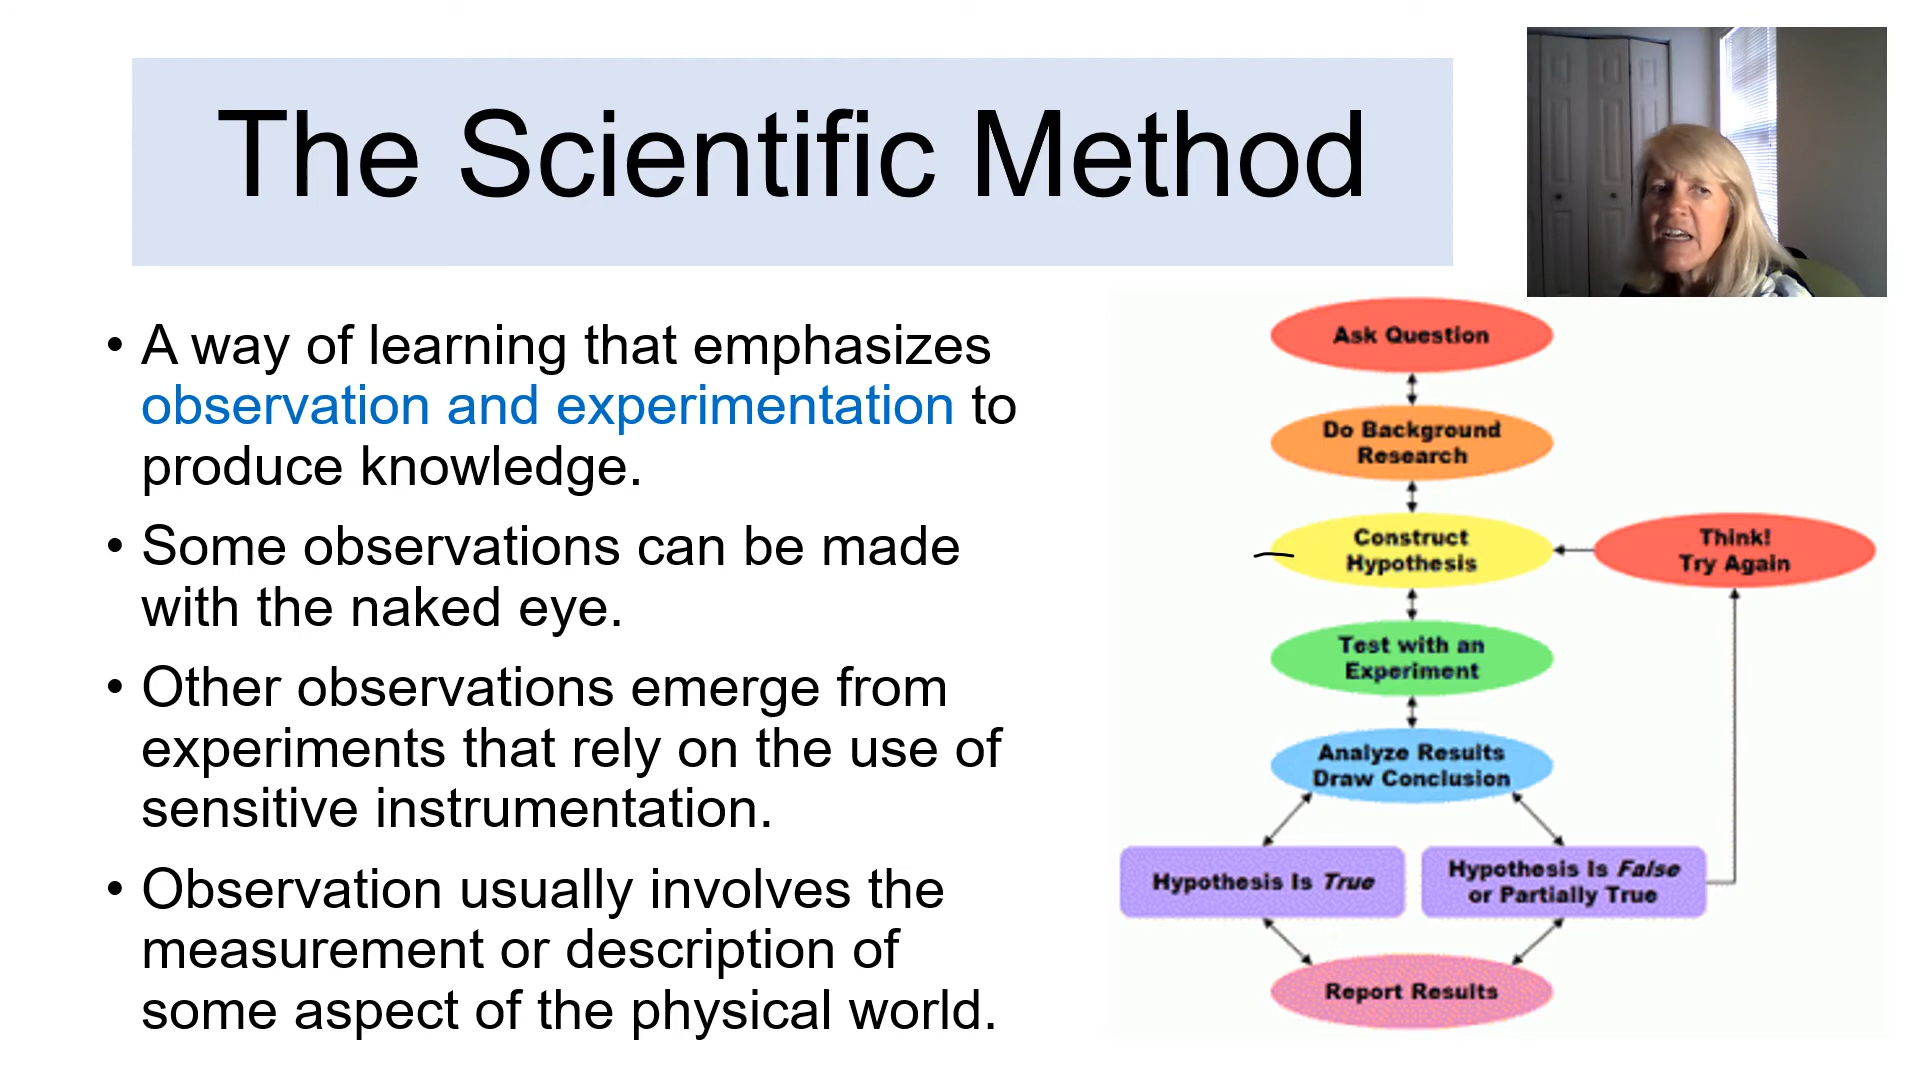 The Scientific Method
• A way of learning that emphasizes
observation and experimentation to
produce knowledge.
• Some observations can be made
with the naked eye.
• Other observations emerge from
experiments that rely on the use of
sensitive instrumentation.
• Observation usually involves the
measurement or description of
some aspect of the physical world.
Ask Question
Do Background
Research
Construct
Hypothesis
Think!
Try Again
Test with an
Experiment
Analyze Results
Draw Conclusion
Hypothesis Is True
Hypothesis Is False
or Partially True
Report Results